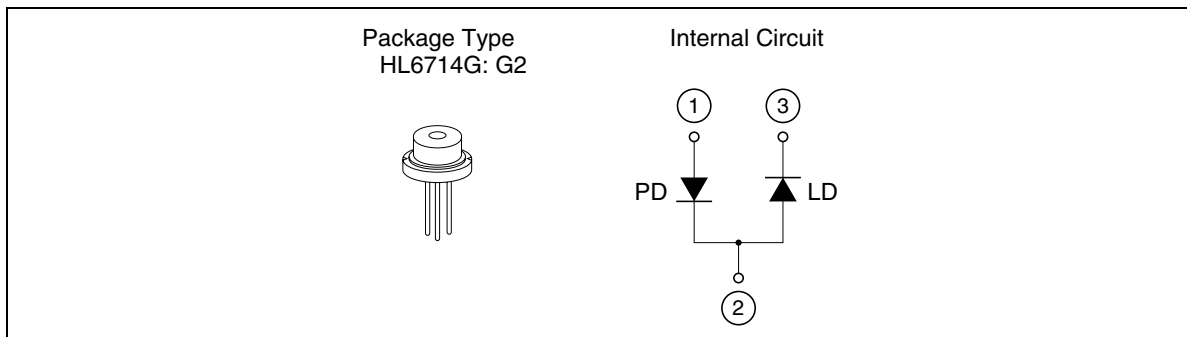 Package Type
HL6714G: G2
Internal Circuit
1
3
PD
LD
2